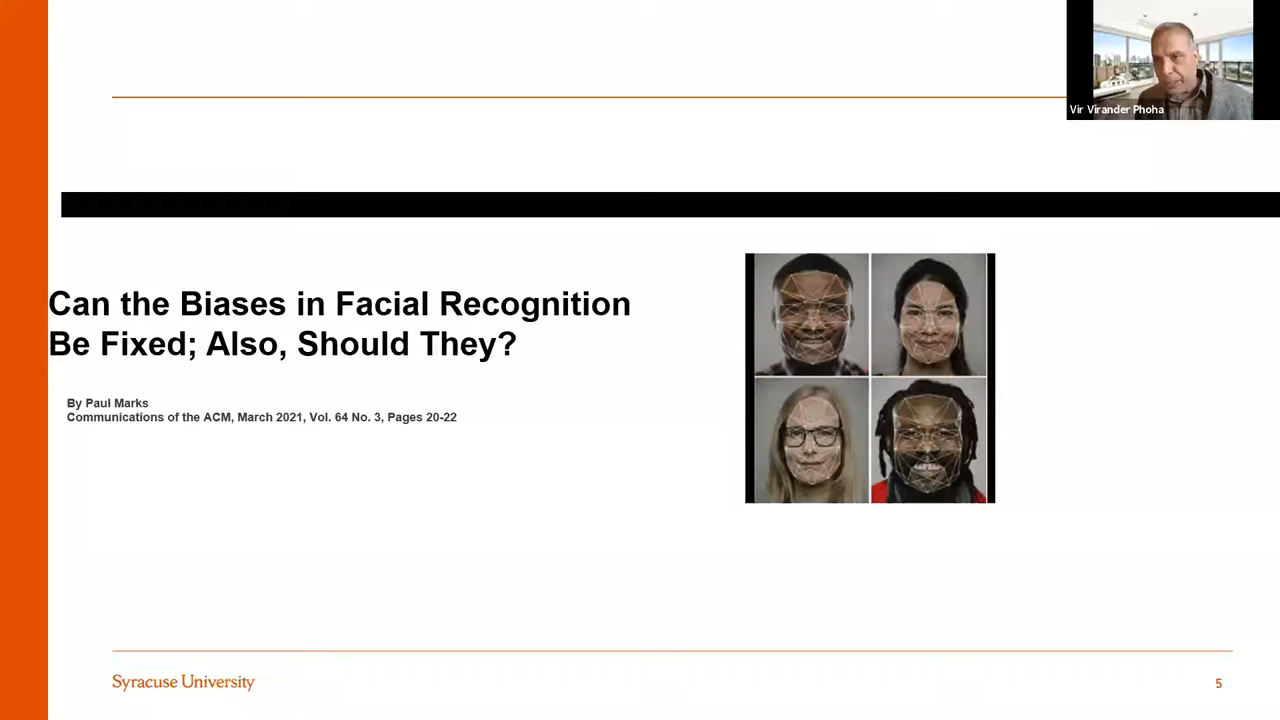 Vir Virander Phoha
Can the Biases in Facial Recognition
Be Fixed; Also, Should They?
By Paul Marks
Communications of the ACM, March 2021, Vol. 64 No. 3, Pages 20-22
Syracuse University
5